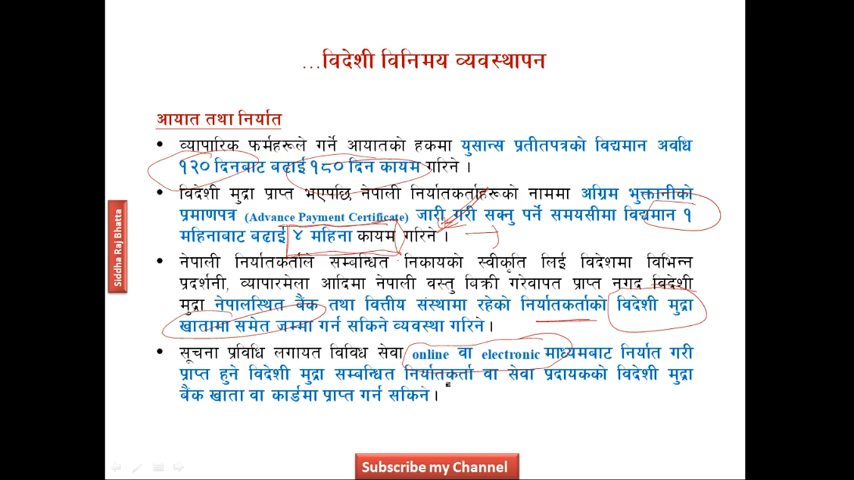 ...विदेशी विनिमय व्यवस्थापन
आयात तथा निर्यात
• व्यापारिक फर्महरूले गर्ने आयातको हकमा युसान्स प्रतीतपत्रको विद्यमान अवधि
१२० दिनबाट बढाई १८० दिन कायम गरिने ।
• विदेशी मुद्रा प्राप्त भएपछि नेपाली निर्यातकर्ताहरूको नाममा अग्रिम भुक्तानीको
प्रमाणपत्र (Advance Payment Certificate) जारी गरी सक्नु पर्ने समयसीमा विद्यमान १
महिनाबाट बढाई ४ महिना कायम गरिने ।
• नेपाली निर्यातकर्ताले सम्बन्धित निकायको स्वीकृति लिई विदेशमा विभिन्न
प्रदर्शनी, व्यापारमेला आदिमा नेपाली वस्तु बिक्री गरेवापत प्राप्त नगद विदेशी
मुद्रा नेपालस्थित बैंक तथा वित्तीय संस्थामा रहेको निर्यातकर्ताको विदेशी मुद्रा
खातामा समेत जम्मा गर्न सकिने व्यवस्था गरिने।
• सूचना प्रविधि लगायत विविध सेवा online वा electronic माध्यमबाट निर्यात गरी
प्राप्त हुने विदेशी मुद्रा सम्बन्धित निर्यातकर्ता वा सेवा प्रदायकको विदेशी मुद्रा
बैंक खाता वा कार्डमा प्राप्त गर्न सकिने।
Siddha Raj Bhatta
Subscribe my Channel